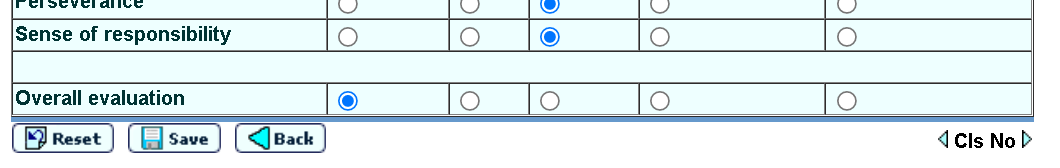 Perseverance
Sense of responsibility
Overall evaluation
Reset Save Back Cls No